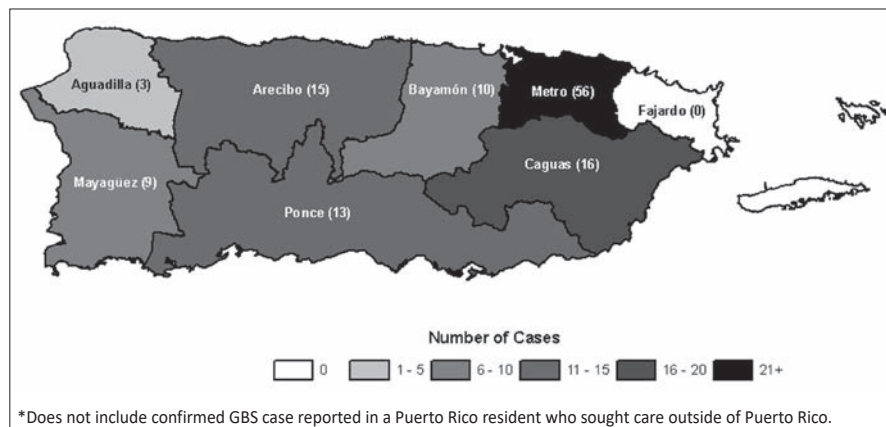 Aguadilla (3)
Arecibo (15)
Bayamón (10)
Metro (56)
Fajardo (0)
Caguas (16)
Mayagüez (9)
Ponce (13)
Number of Cases
0 1 - 5 6 - 10 11 - 15 16 - 20 21+
*Does not include confirmed GBS case reported in a Puerto Rico resident who sought care outside of Puerto Rico.